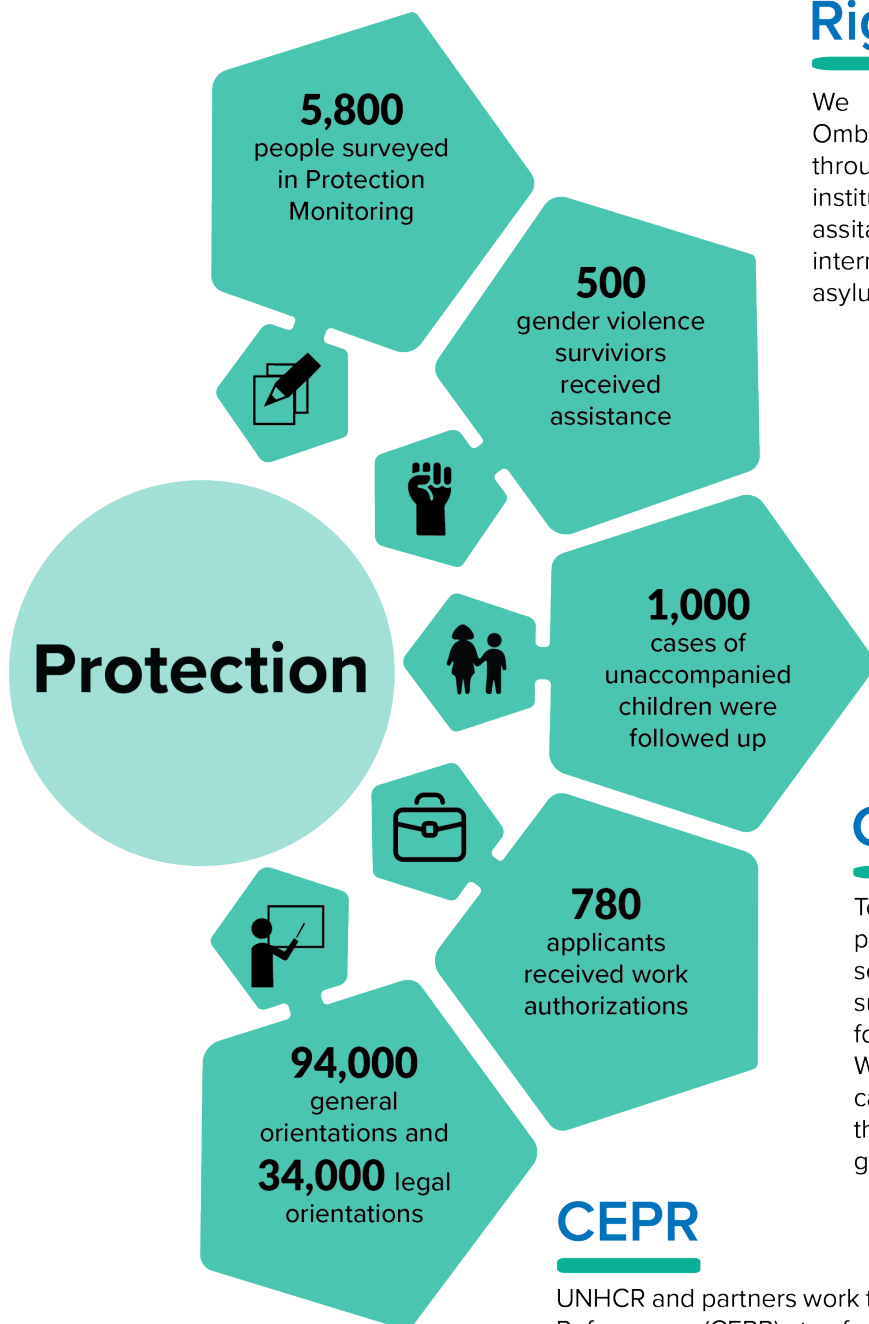 5,800
people surveyed
in Protection
Monitoring
500
gender violence
surviviors
received
assistance
Protection
1,000
cases of
unaccompanied
children were
followed up
780
applicants
received work
authorizations
94,000
general
orientations and
34,000 legal
orientations
We
CEPR
UNHCR and partners work